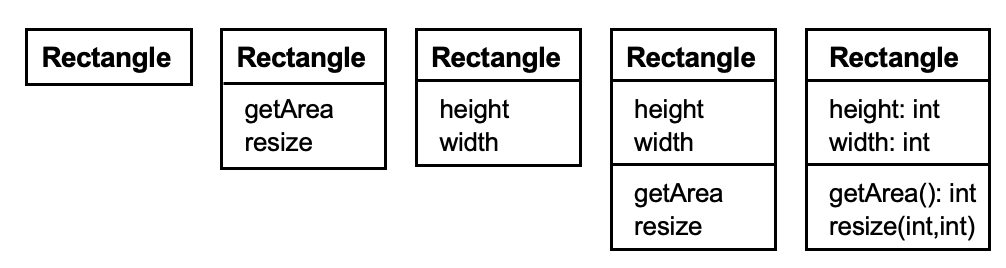 Rectangle
Rectangle
getArea
resize
Rectangle
height
width
Rectangle
height
width
getArea
resize
Rectangle
height: int
width: int
getArea(): int
resize(int,int)